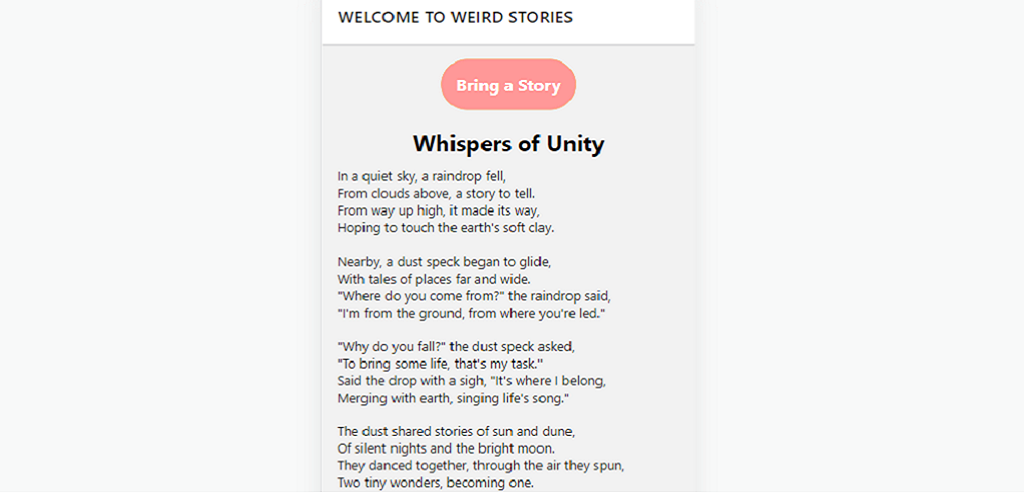 WELCOME TO WEIRD STORIES
Bring a Story
Whispers of Unity
In a quiet sky, a raindrop fell,
From clouds above, a story to tell.
From way up high, it made its way,
Hoping to touch the earth's soft clay.
Nearby, a dust speck began to glide,
With tales of places far and wide.
"Where do you come from?" the raindrop said,
"I'm from the ground, from where you're led."
"Why do you fall?" the dust speck asked,
"To bring some life, that's my task."
Said the drop with a sigh, "It's where I belong,
Merging with earth, singing life's song."
The dust shared stories of sun and dune,
Of silent nights and the bright moon.
They danced together, through the air they spun,
Two tiny wonders, becoming one.